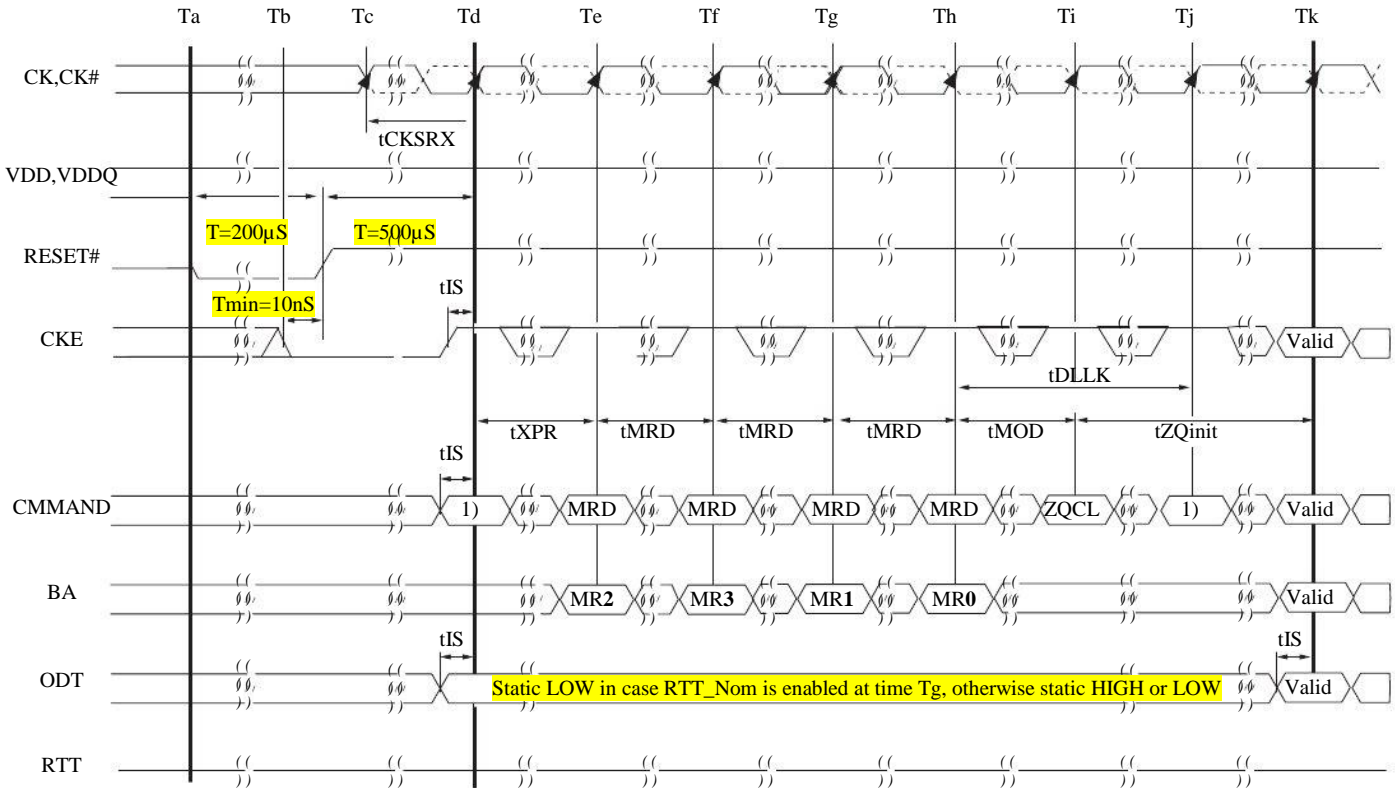 Ta Tb Tc Td Te Tf Tg Th Ti Tj Tk
CK,CK#
tCKSRX
VDD,VDDQ
T=200µS T=500µS
RESET#
Tmin=10nS tIS
CKE Valid
tDLLK
tXPR tMRD tMRD tMRD tMOD tZQinit
tIS
CMMAND 1) MRD MRD MRD MRD ZQCL 1) Valid
BA MR2 MR3 MR1 MR0 Valid
tIS tIS
ODT Static LOW in case RTT_Nom is enabled at time Tg, otherwise static HIGH or LOW Valid
RTT